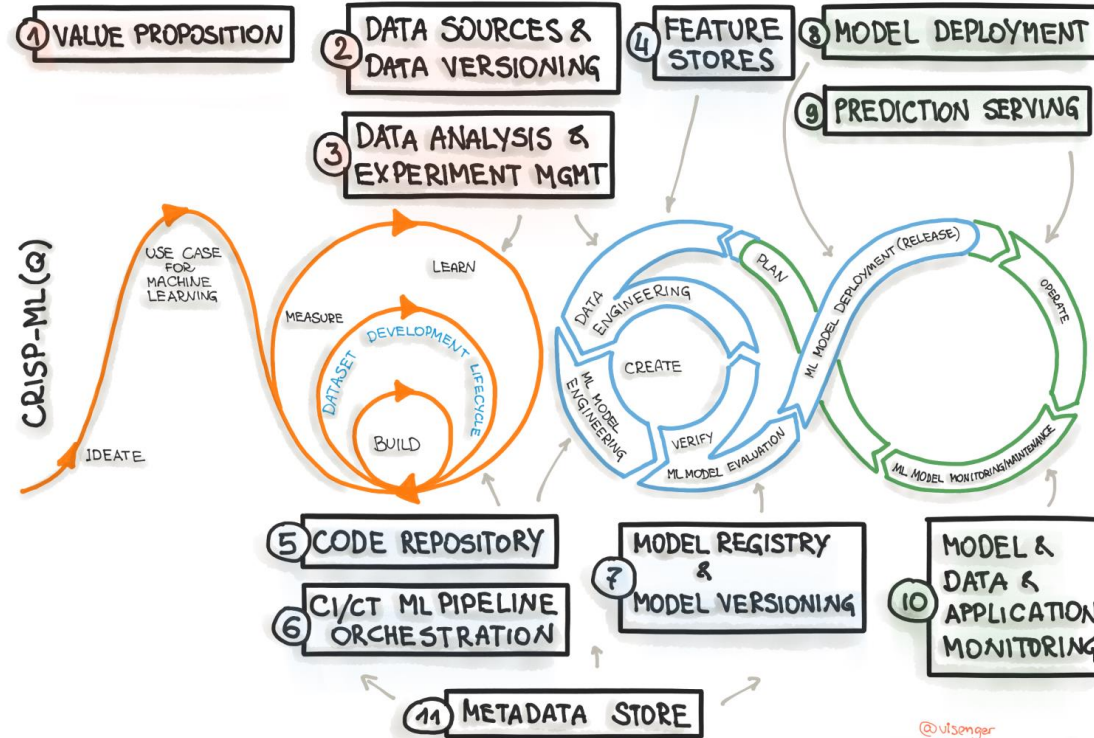 1 VALUE PROPOSITION
2 DATA SOURCES &
DATA VERSIONING
3 DATA ANALYSIS &
EXPERIMENT MGMT
4 FEATURE
STORES
8 MODEL DEPLOYMENT
9 PREDICTION SERVING
CRISP-ML(Q)
IDEATE
USE CASE
FOR
MACHINE
LEARNING
MEASURE
LEARN
DATASET DEVELOPMENT LIFECYCLE
BUILD
DATA ENGINEERING
CREATE
ML MODEL
ENGINEERING
VERIFY
ML MODEL EVALUATION
PLAN
ML MODEL DEPLOYMENT (RELEASE)
OPERATE
ML MODEL MONITORING/MAINTENANCE
5 CODE REPOSITORY
6 CI/CT ML PIPELINE
ORCHESTRATION
7 MODEL REGISTRY
&
MODEL VERSIONING
10 MODEL &
DATA &
APPLICATION
MONITORING
11 METADATA STORE
@visenger